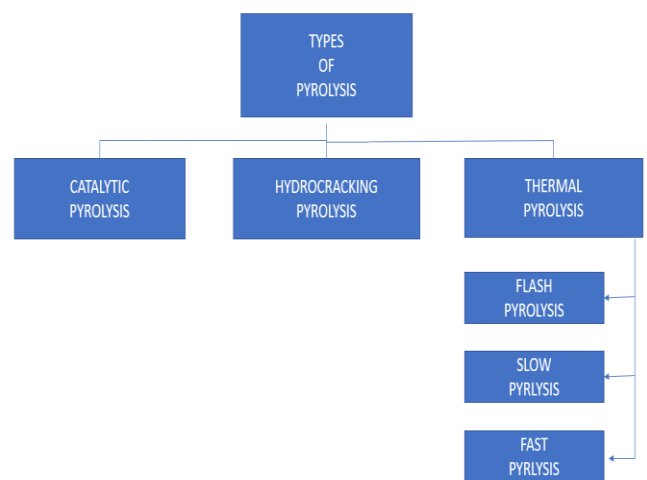 TYPES
OF
PYROLYSIS
CATALYTIC
PYROLYSIS
HYDROCRACKING
PYROLYSIS
THERMAL
PYROLYSIS
FLASH
PYROLYSIS
SLOW
PYRLYSIS
FAST
PYRLYSIS